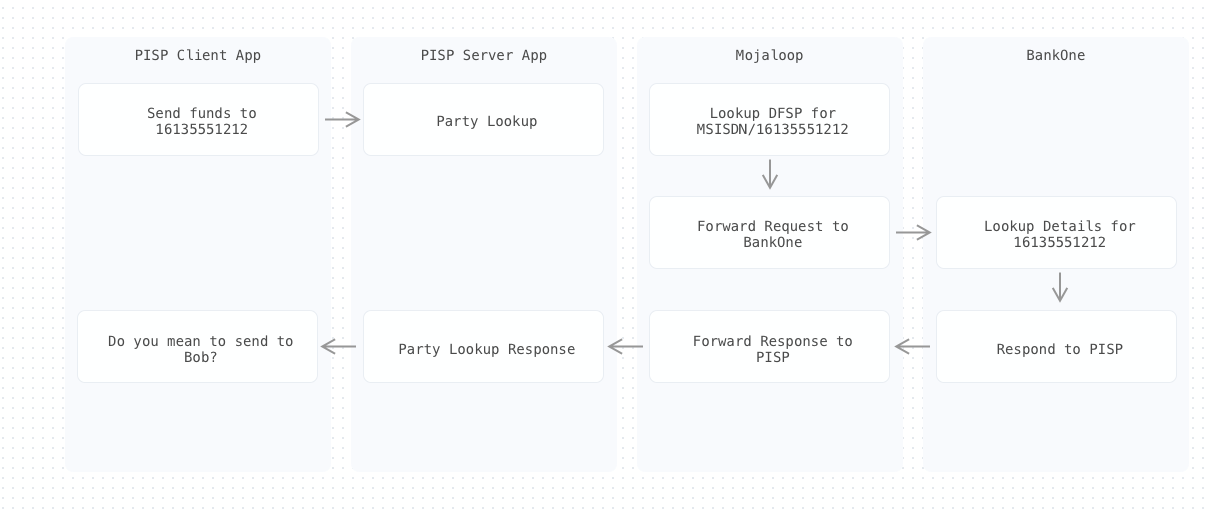 PISP Client App
PISP Server App
Mojaloop
BankOne
Send funds to
16135551212
Party Lookup
Lookup DFSP for
MSISDN/16135551212
Forward Request to
BankOne
Lookup Details for
16135551212
Do you mean to send to
Bob?
Party Lookup Response
Forward Response to
PISP
Respond to PISP